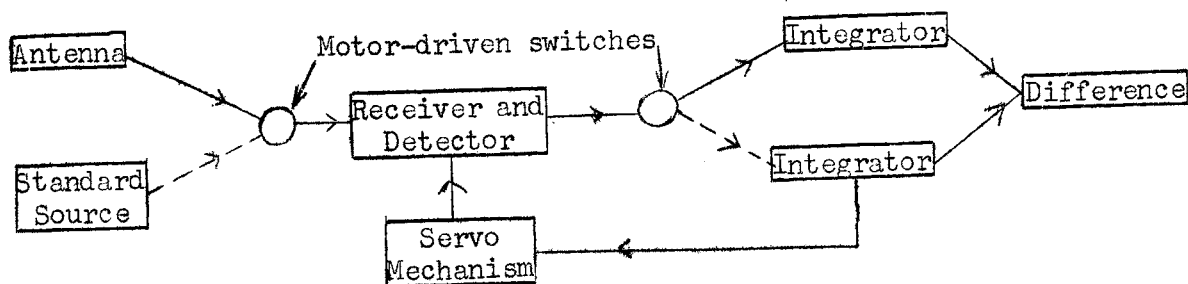 Antenna
Motor-driven switches
Integrator
Receiver and
Detector
Difference
Standard
Source
Integrator
Servo
Mechanism